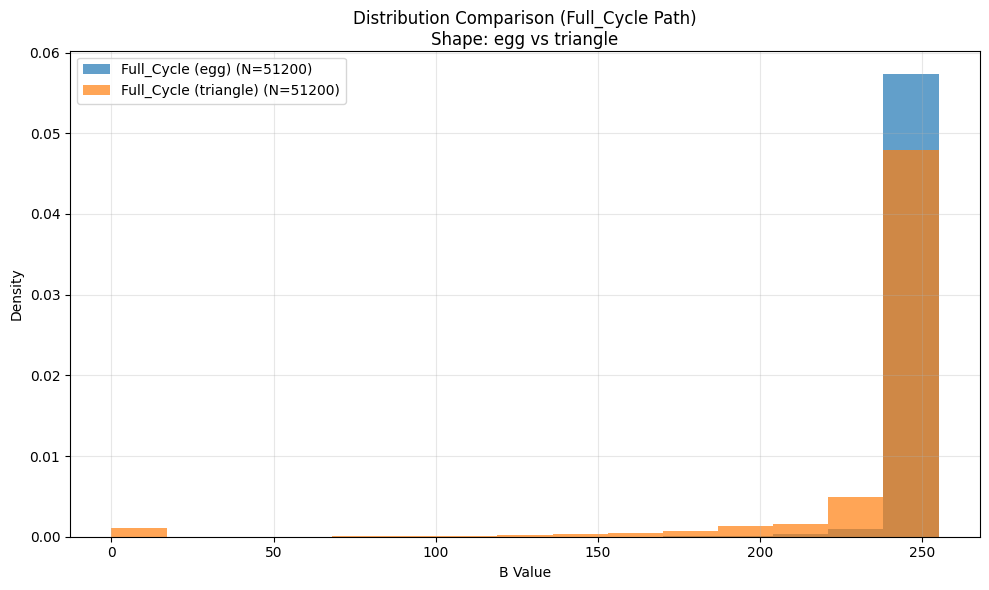 Distribution Comparison (Full_Cycle Path)
Shape: egg vs triangle
Full_Cycle (egg) (N=51200)
Full_Cycle (triangle) (N=51200)
Density
0.06
0.05
0.04
0.03
0.02
0.01
0.00
0 50 100 150 200 250
B Value